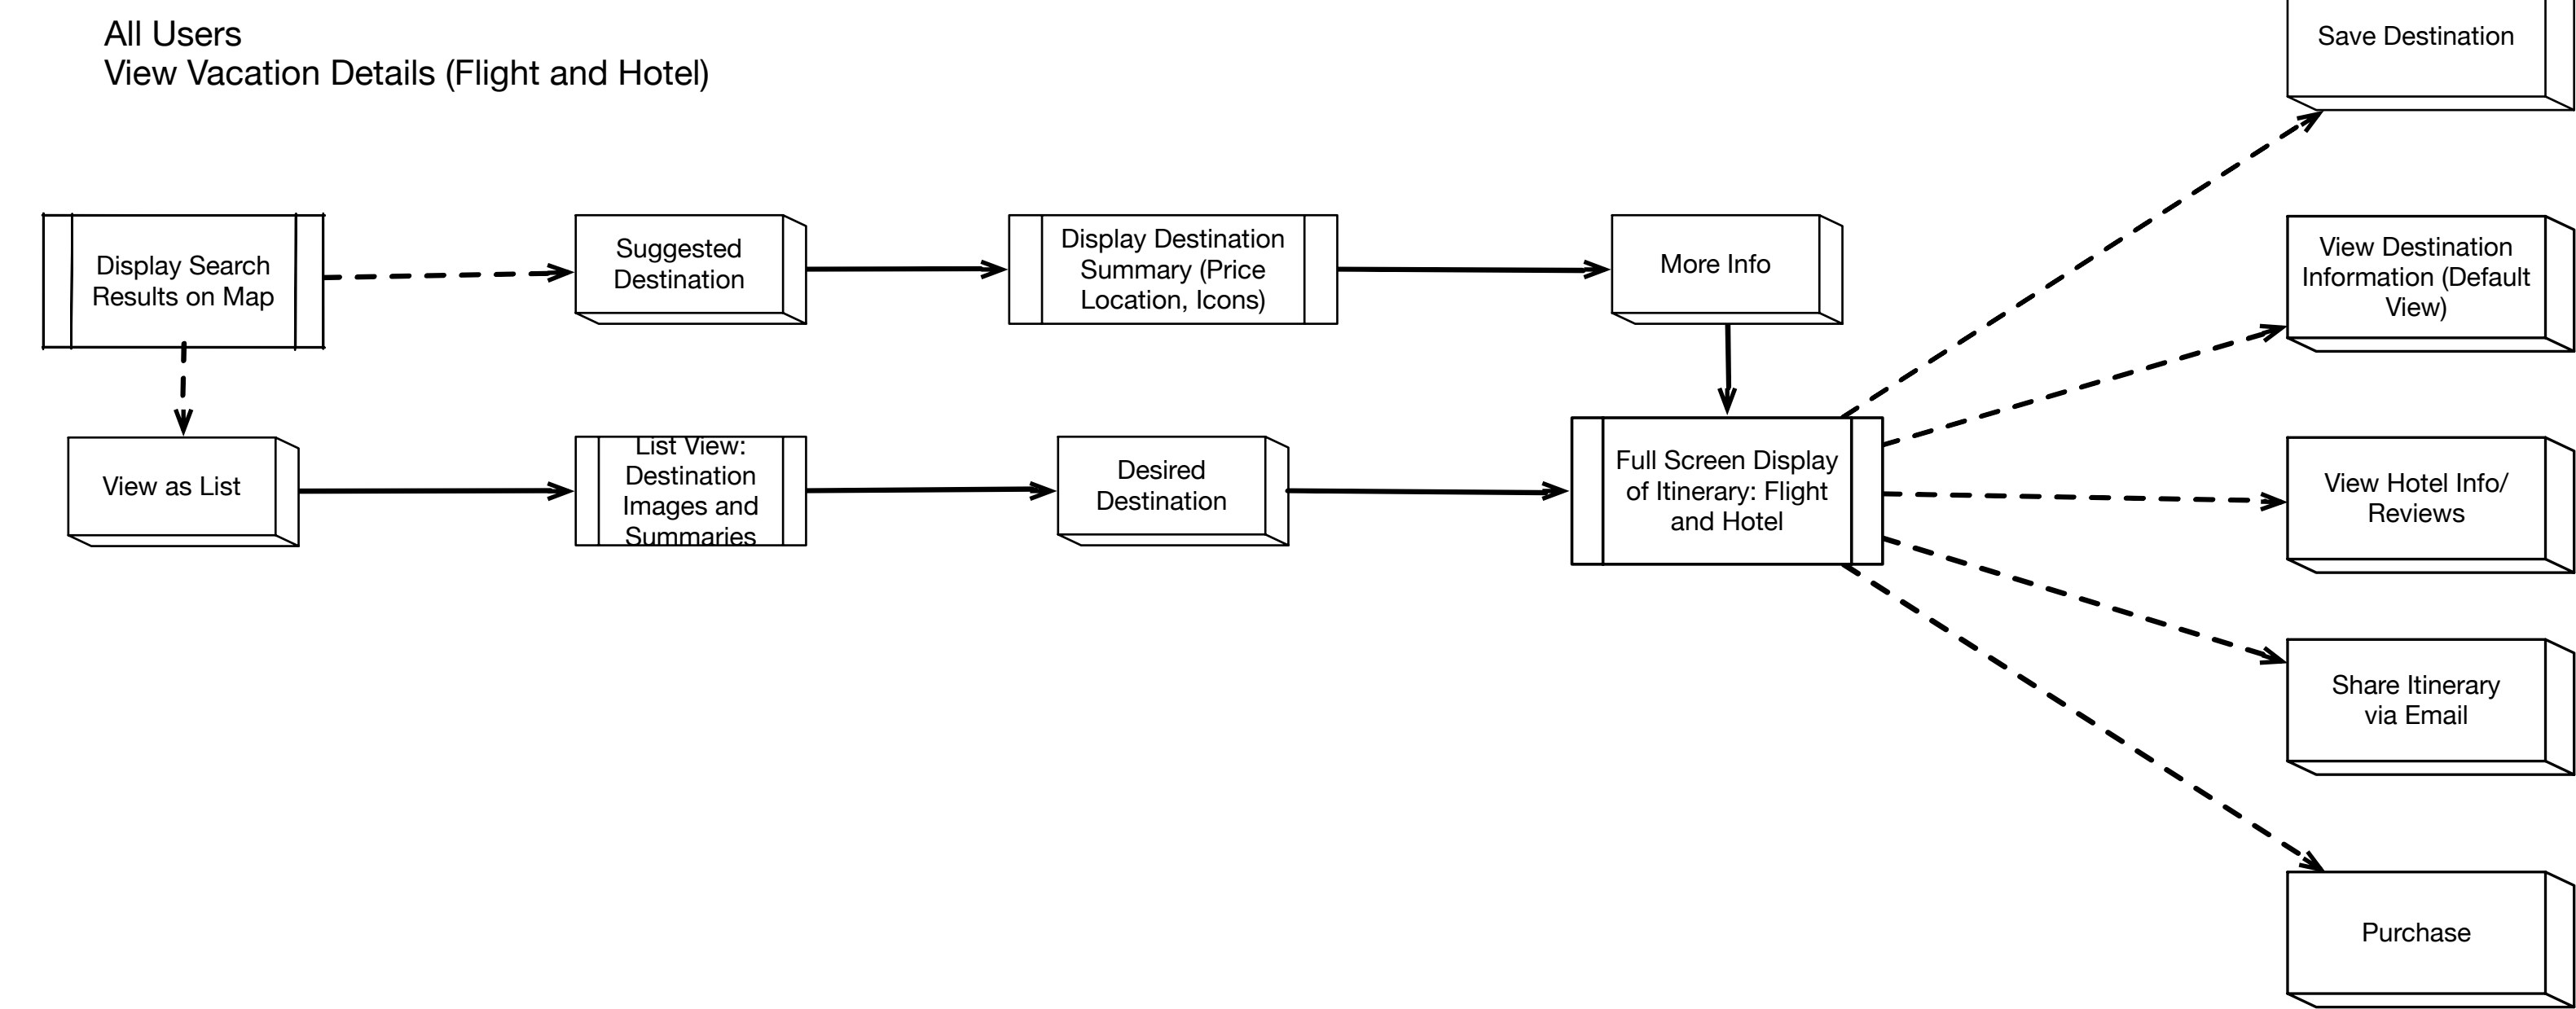 All Users
View Vacation Details (Flight and Hotel)
Save Destination
Display Search
Results on Map
Suggested
Destination
Display Destination
Summary (Price
Location, Icons)
More Info
View Destination
Information (Default
View)
View as List
List View:
Destination
Images and
Summaries
Desired
Destination
Full Screen Display
of Itinerary: Flight
and Hotel
View Hotel Info/
Reviews
Share Itinerary
via Email
Purchase